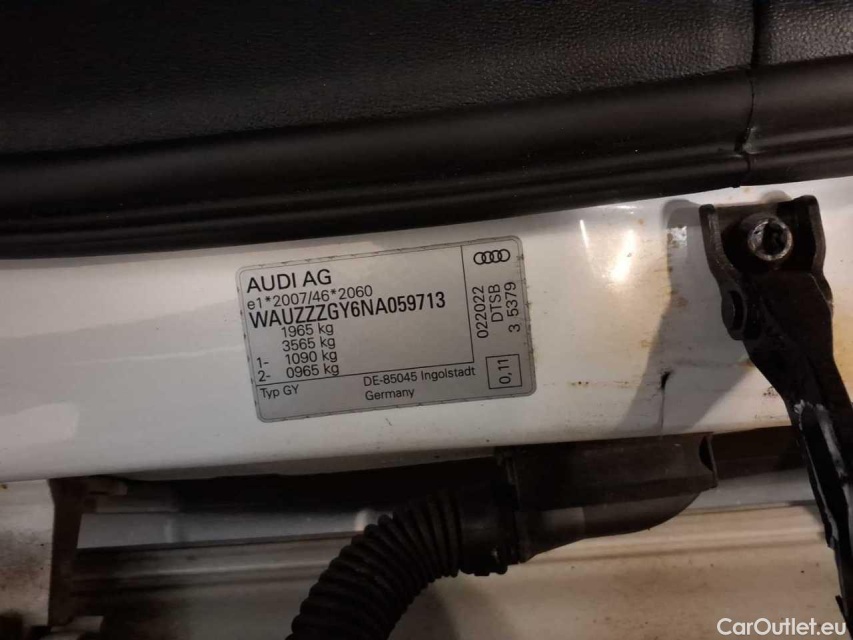 AUDI AG
e1*2007/46*2060
WAUZZZGY6NA059713
1965 kg
3565 kg
1- 1090 kg
2- 0965 kg
Typ GY
DE-85045 Ingolstadt
Germany
022022
DTSB
3 5379
0,11
CarOutlet.eu